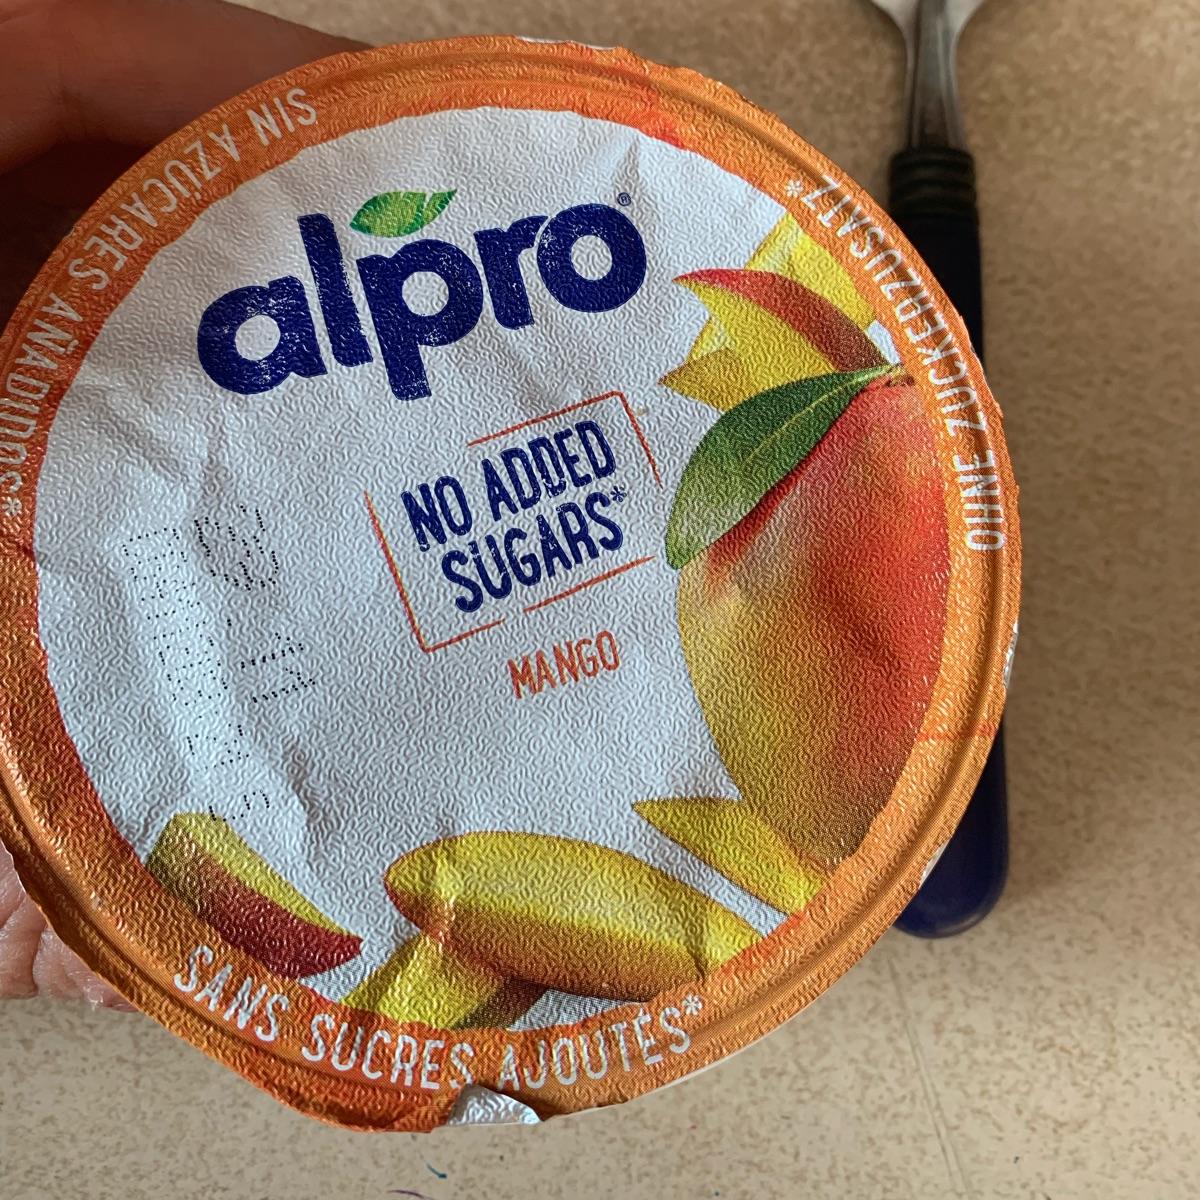 alpro®
NO ADDED
SUGARS*
MANGO
SIN AZÚCARES AÑADIDOS*
OHNE ZUCKERZUSATZ*
SANS SUCRES AJOUTÉS*